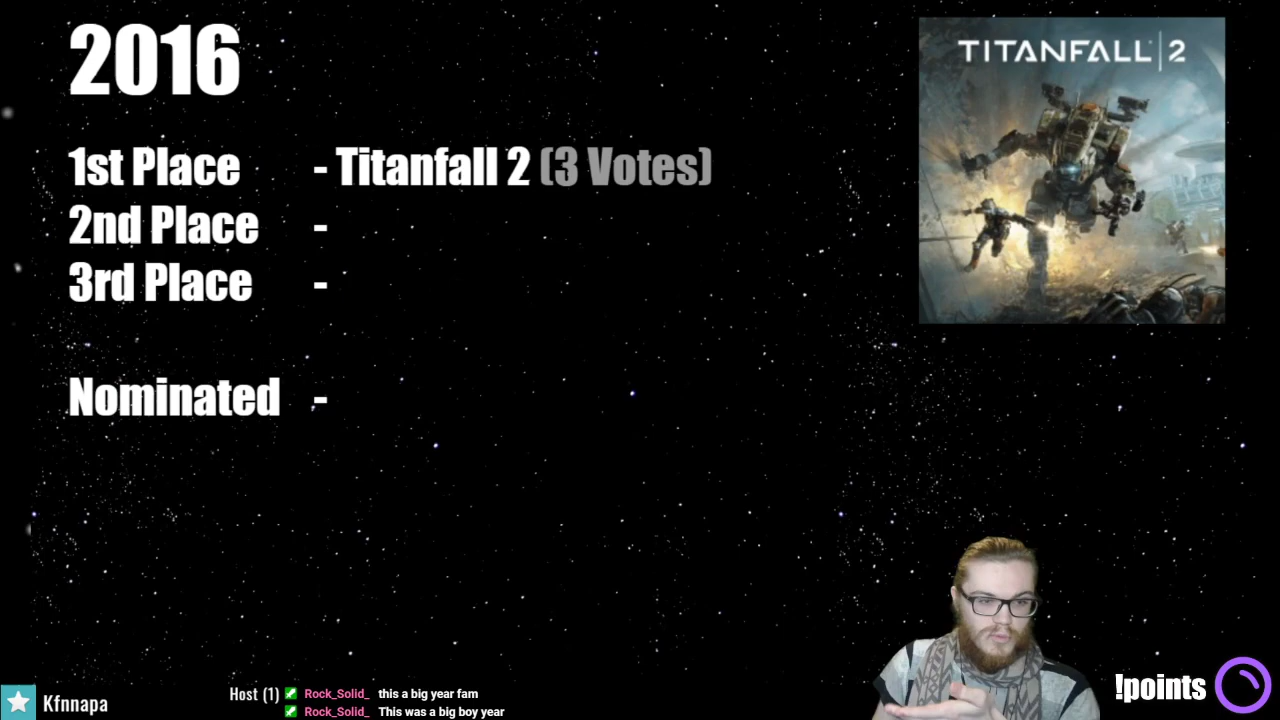 2016
TITANFALL|2
1st Place - Titanfall 2 (3 Votes)
2nd Place -
3rd Place -
Nominated -
!points
Kfnnapa
Host (1) Rock_Solid_ this a big year fam
Rock_Solid_ This was a big boy year